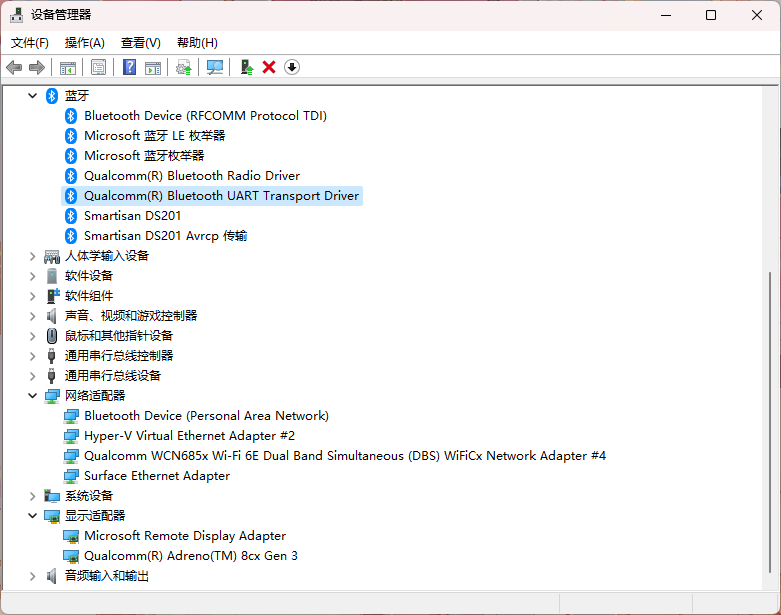 设备管理器
文件(F) 操作(A) 查看(V) 帮助(H)
蓝牙
Bluetooth Device (RFCOMM Protocol TDI)
Microsoft 蓝牙 LE 枚举器
Microsoft 蓝牙枚举器
Qualcomm(R) Bluetooth Radio Driver
Qualcomm(R) Bluetooth UART Transport Driver
Smartisan DS201
Smartisan DS201 Avrcp 传输
人体学输入设备
软件设备
软件组件
声音、视频和游戏控制器
鼠标和其他指针设备
通用串行总线控制器
通用串行总线设备
网络适配器
Bluetooth Device (Personal Area Network)
Hyper-V Virtual Ethernet Adapter #2
Qualcomm WCN685x Wi-Fi 6E Dual Band Simultaneous (DBS) WiFiCx Network Adapter #4
Surface Ethernet Adapter
系统设备
显示适配器
Microsoft Remote Display Adapter
Qualcomm(R) Adreno(TM) 8cx Gen 3
音频输入和输出